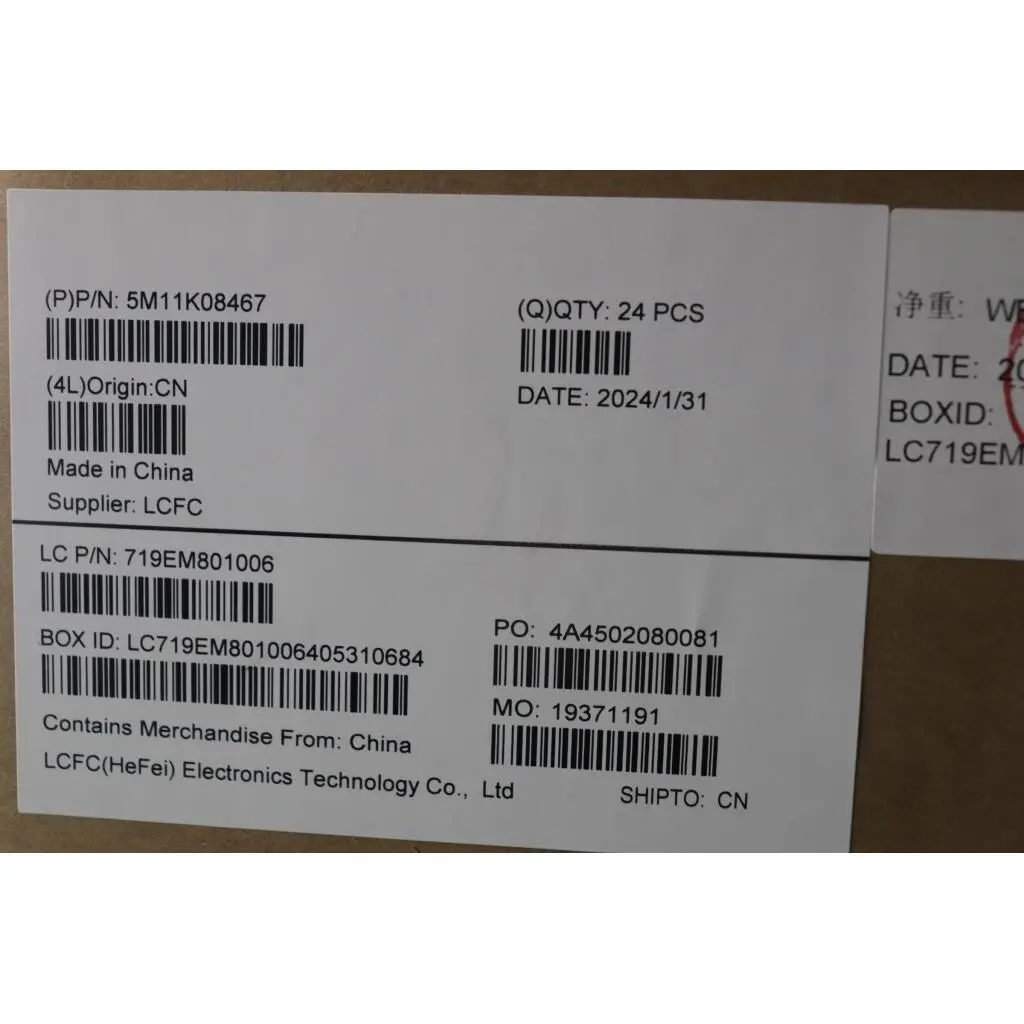 (P)P/N: 5M11K08467
(Q)QTY: 24 PCS
(4L)Origin:CN
DATE: 2024/1/31
Made in China
Supplier: LCFC
LC P/N: 719EM801006
BOX ID: LC719EM801006405310684
PO: 4A4502080081
MO: 19371191
Contains Merchandise From: China
LCFC(HeFei) Electronics Technology Co., Ltd
SHIPTO: CN
净重:
DATE:
BOXID:
LC719EM